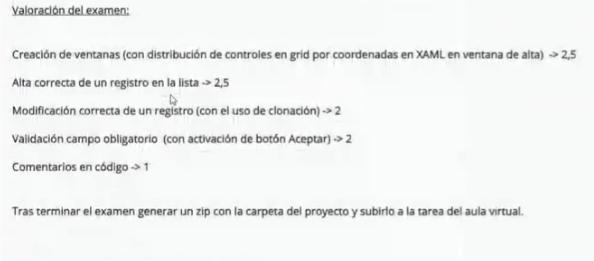 Valoración del examen:
Creación de ventanas (con distribución de controles en grid por coordenadas en XAML en ventana de alta) -> 2,5
Alta correcta de un registro en la lista -> 2,5
Modificación correcta de un registro (con el uso de clonación) -> 2
Validación campo obligatorio (con activación de botón Aceptar) -> 2
Comentarios en código -> 1
Tras terminar el examen generar un zip con la carpeta del proyecto y subirlo a la tarea del aula virtual.